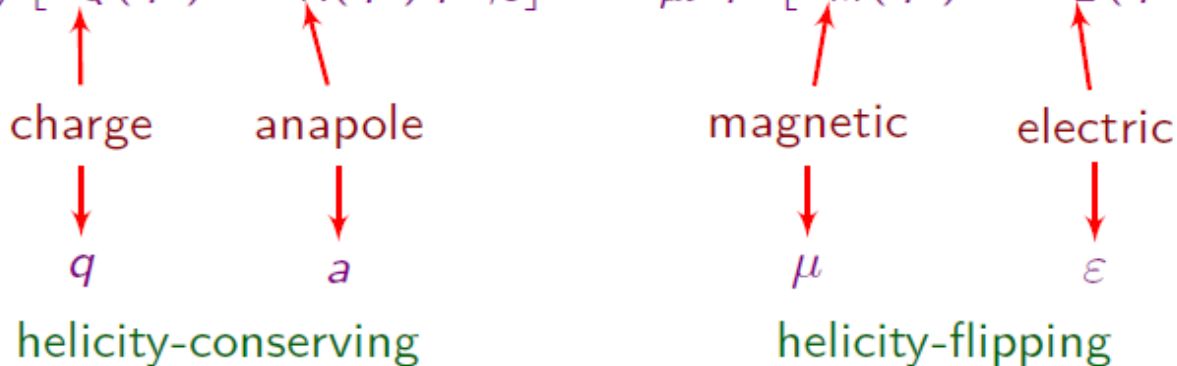 charge anapole magnetic electric
q a μ ε
helicity-conserving helicity-flipping